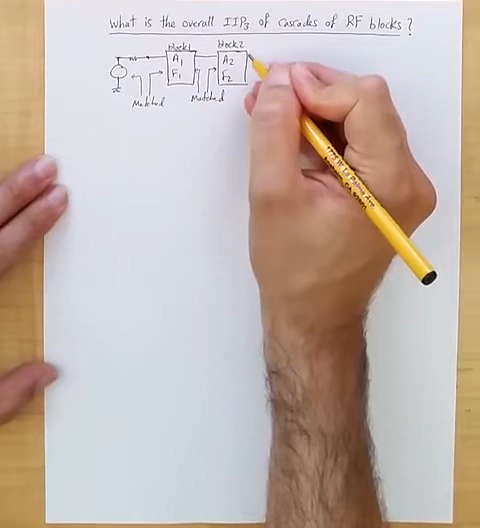 What is the overall IIP3 of cascades of RF blocks?
block1 block2
A1 A2
F1 F2
Matched Matched